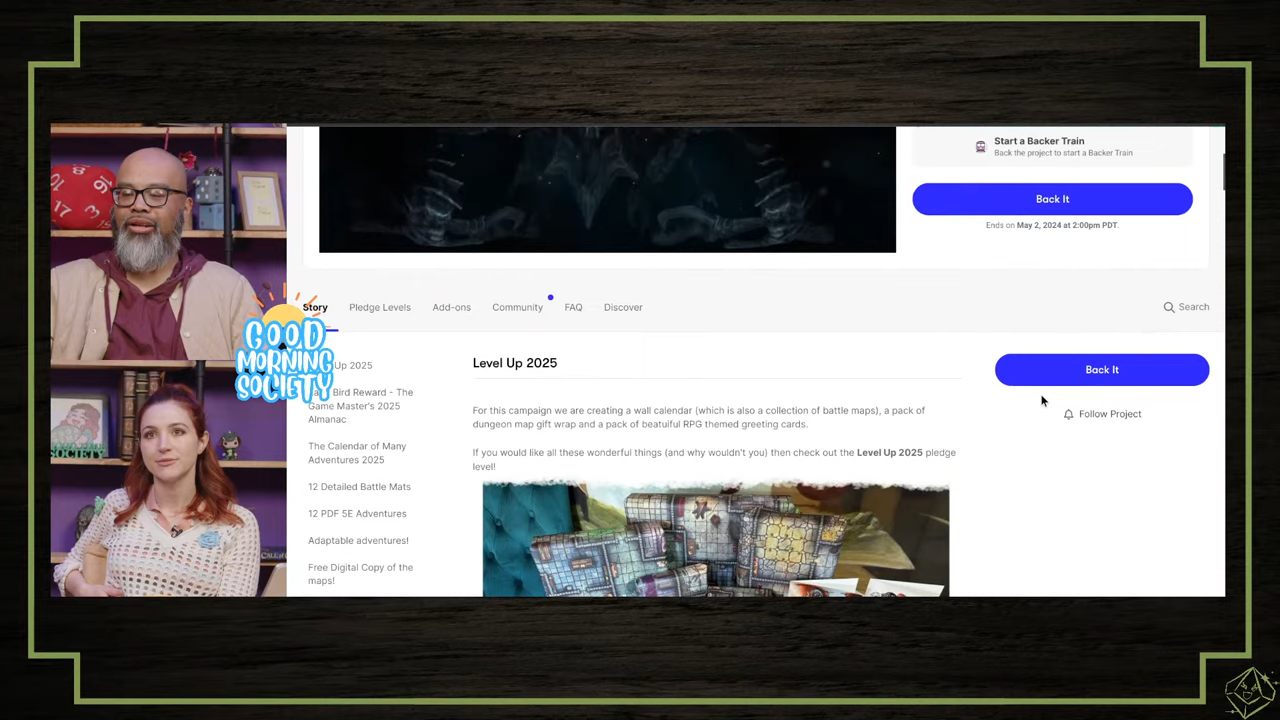 Start a Backer Train
Back the project to start a Backer Train
Back It
Ends on May 2, 2024 at 2:00pm PDT.
Story
Pledge Levels
Add-ons
Community
FAQ
Discover
Search
GOOD
MORNING
SOCIETY
Up 2025
Bird Reward - The
Game Master's 2025
Almanac
The Calendar of Many
Adventures 2025
12 Detailed Battle Mats
12 PDF 5E Adventures
Adaptable adventures!
Free Digital Copy of the
maps!
Level Up 2025
For this campaign we are creating a wall calendar (which is also a collection of battle maps), a pack of
dungeon map gift wrap and a pack of beatuiful RPG themed greeting cards.
If you would like all these wonderful things (and why wouldn't you) then check out the Level Up 2025 pledge
level!
Back It
Follow Project
SOCIETY
13
17
3